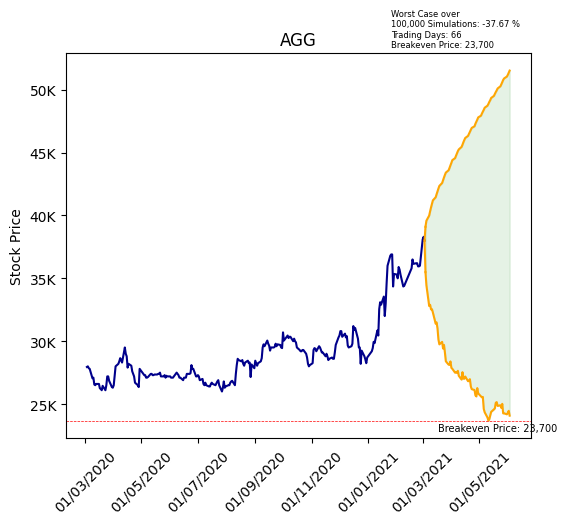 Worst Case over
100,000 Simulations: -37.67 %
Trading Days: 66
Breakeven Price: 23,700
AGG
Stock Price
50K
45K
40K
35K
30K
25K
Breakeven Price: 23,700
01/03/2020
01/05/2020
01/07/2020
01/09/2020
01/11/2020
01/01/2021
01/03/2021
01/05/2021